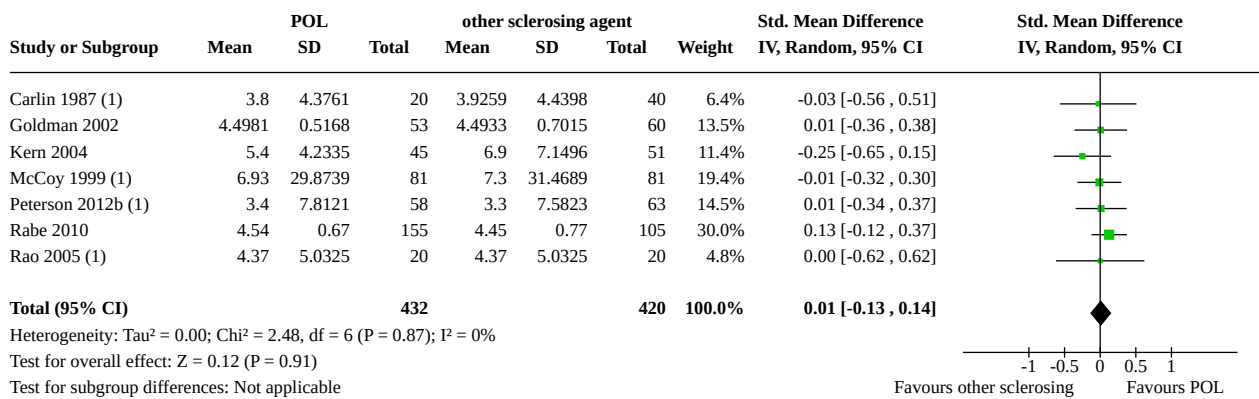 POL other sclerosing agent Std. Mean Difference Std. Mean Difference
Study or Subgroup Mean SD Total Mean SD Total Weight IV, Random, 95% CI IV, Random, 95% CI
Carlin 1987 (1) 3.8 4.3761 20 3.9259 4.4398 40 6.4% -0.03 [-0.56 , 0.51]
Goldman 2002 4.4981 0.5168 53 4.4933 0.7015 60 13.5% 0.01 [-0.36 , 0.38]
Kern 2004 5.4 4.2335 45 6.9 7.1496 51 11.4% -0.25 [-0.65 , 0.15]
McCoy 1999 (1) 6.93 29.8739 81 7.3 31.4689 81 19.4% -0.01 [-0.32 , 0.30]
Peterson 2012b (1) 3.4 7.8121 58 3.3 7.5823 63 14.5% 0.01 [-0.34 , 0.37]
Rabe 2010 4.54 0.67 155 4.45 0.77 105 30.0% 0.13 [-0.12 , 0.37]
Rao 2005 (1) 4.37 5.0325 20 4.37 5.0325 20 4.8% 0.00 [-0.62 , 0.62]
Total (95% CI) 432 420 100.0% 0.01 [-0.13 , 0.14]
Heterogeneity: Tau² = 0.00; Chi² = 2.48, df = 6 (P = 0.87); I² = 0%
Test for overall effect: Z = 0.12 (P = 0.91) -1 -0.5 0 0.5 1
Test for subgroup differences: Not applicable Favours other sclerosing Favours POL